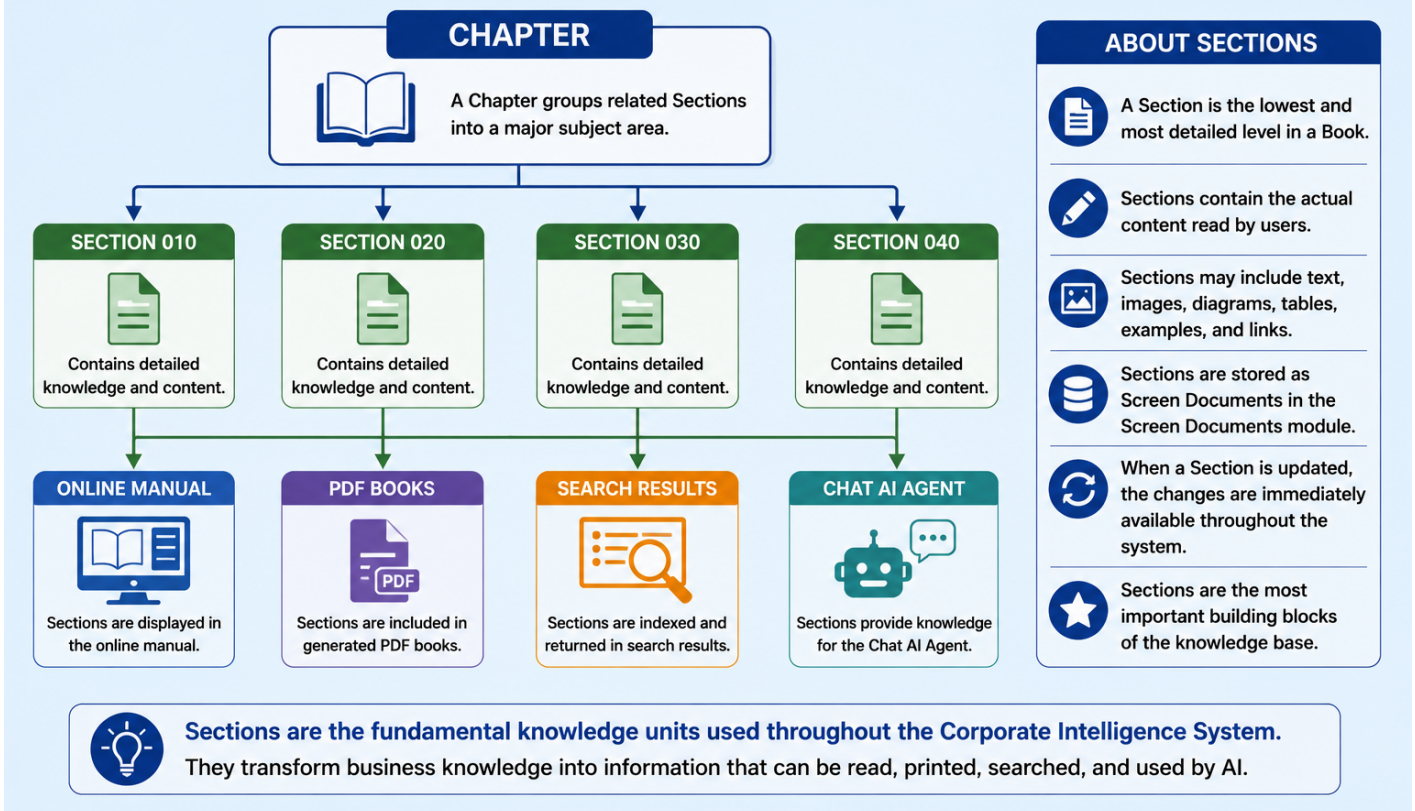 CHAPTER
A Chapter groups related Sections
into a major subject area.
SECTION 010
Contains detailed
knowledge and content.
SECTION 020
Contains detailed
knowledge and content.
SECTION 030
Contains detailed
knowledge and content.
SECTION 040
Contains detailed
knowledge and content.
ONLINE MANUAL
Sections are displayed in
the online manual.
PDF BOOKS
PDF
Sections are included in
generated PDF books.
SEARCH RESULTS
Sections are indexed and
returned in search results.
CHAT AI AGENT
Sections provide knowledge
for the Chat AI Agent.
ABOUT SECTIONS
A Section is the lowest and
most detailed level in a Book.
Sections contain the actual
content read by users.
Sections may include text,
images, diagrams, tables,
examples, and links.
Sections are stored as
Screen Documents in the
Screen Documents module.
When a Section is updated,
the changes are immediately
available throughout the
system.
Sections are the most
important building blocks
of the knowledge base.
Sections are the fundamental knowledge units used throughout the Corporate Intelligence System.
They transform business knowledge into information that can be read, printed, searched, and used by AI.